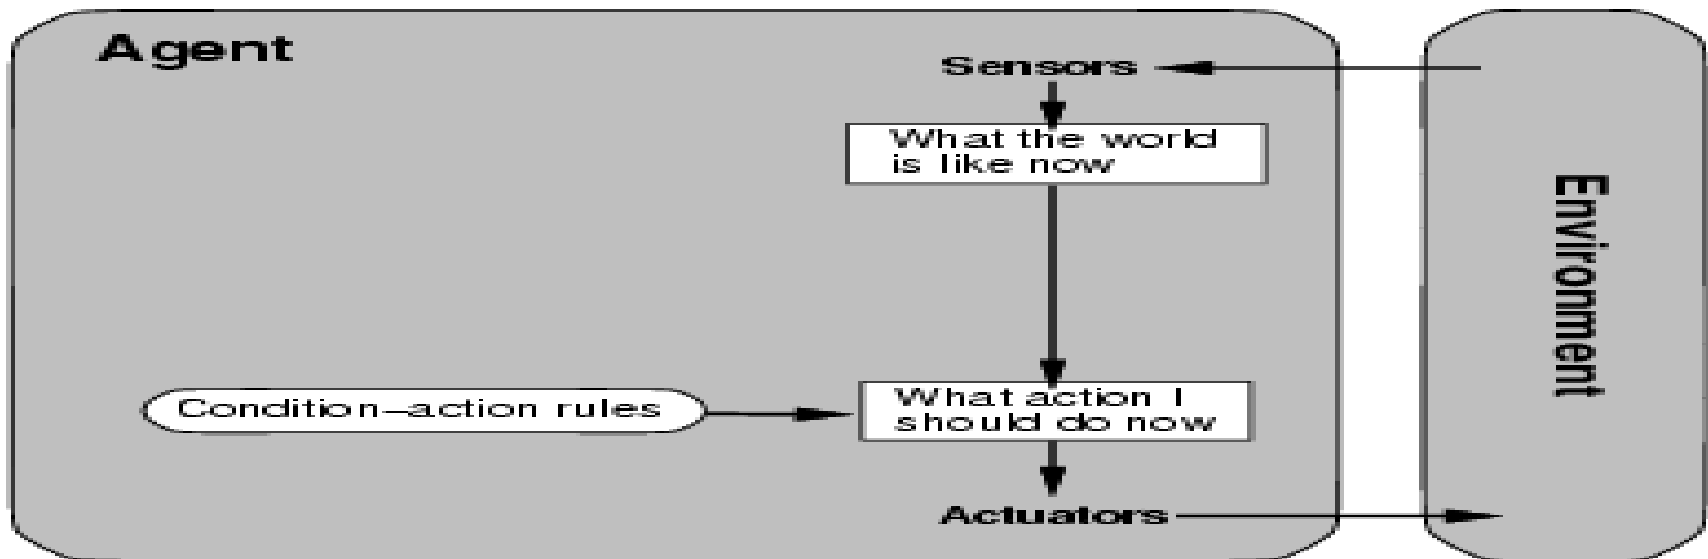 Agent
Sensors
What the world
is like now
Environment
Condition–action rules
What action I
should do now
Actuators